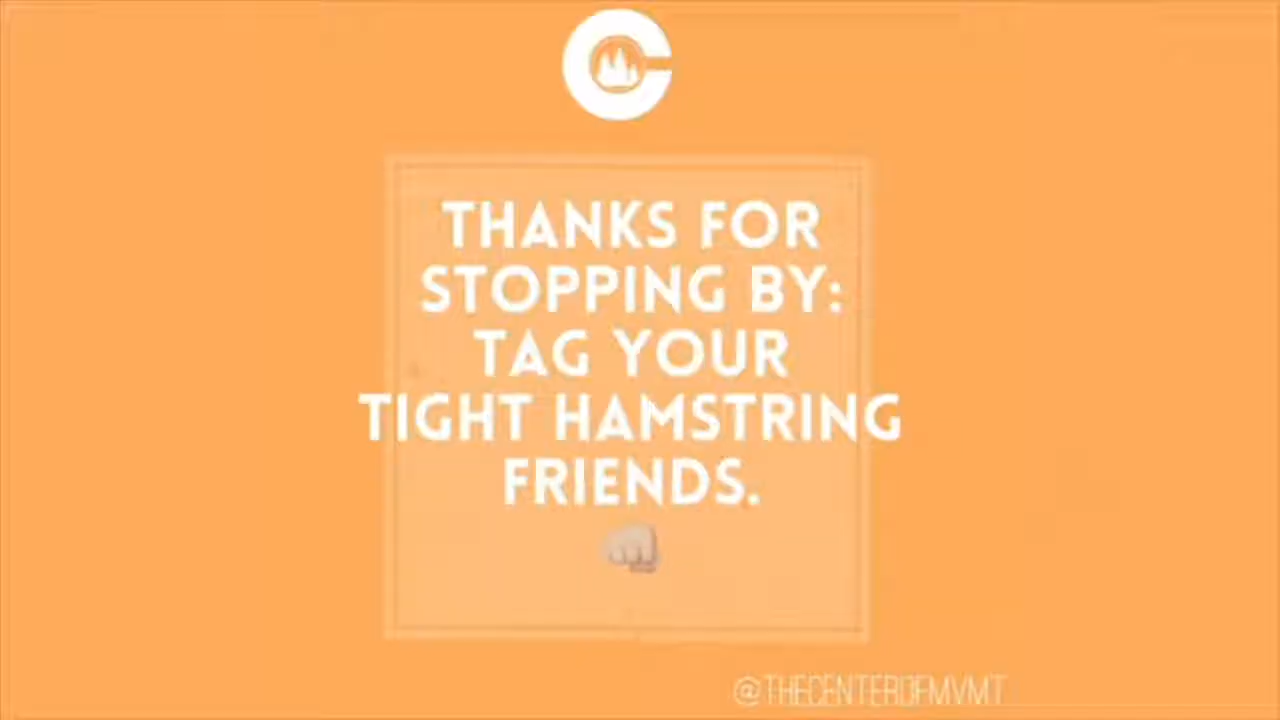 THANKS FOR
STOPPING BY:
TAG YOUR
TIGHT HAMSTRING
FRIENDS.
@THECENTEROFMVMT